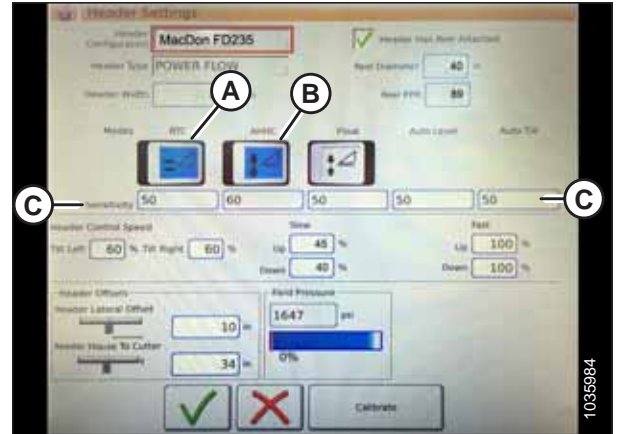 Header Settings
Header Configuration MacDon FD235
Header Has Reel Attached
Header Type POWER FLOW
Reel Diameter 40 in
Header Width
Reel PPR 89
A
B
Modes RTC AHHC Float Auto Level Auto Tilt
C Sensitivity 50 60 50 50 50 C
Header Control Speed
Slow
Fast
Tilt Left 60 % Tilt Right 60 %
Up 48 %
Up 100 %
Down 40 %
Down 100 %
Header Offsets
Field Pressure
Header Lateral Offset
10 in
1647 psi
Feeder House To Cutter
34 in
0%
Calibrate
1035984